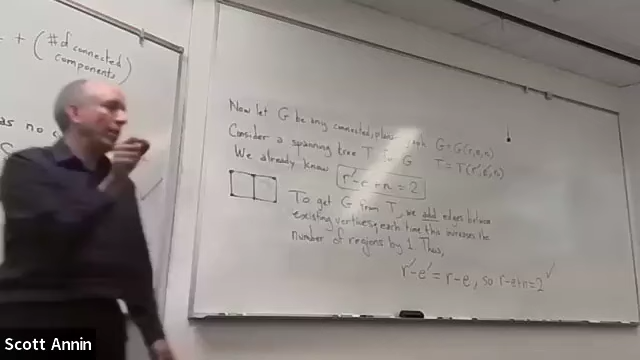 + (# of connected
components)
as no c
Now let G be any connected, planar graph G=G(r,e,n)
Consider a spanning tree T in G T=T(r',e',n)
We already know r'-e'+n=2
To get G from T, we add edges between
existing vertices, each time this increases the
number of regions by 1. Thus,
r'-e'=r-e, so r-e+n=2 ✓
Scott Annin